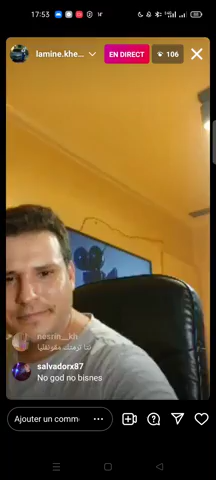 17:53
lamine.khe...
EN DIRECT
106
nesrin__kh
salvadorx87
No god no bisnes
Ajouter un comm